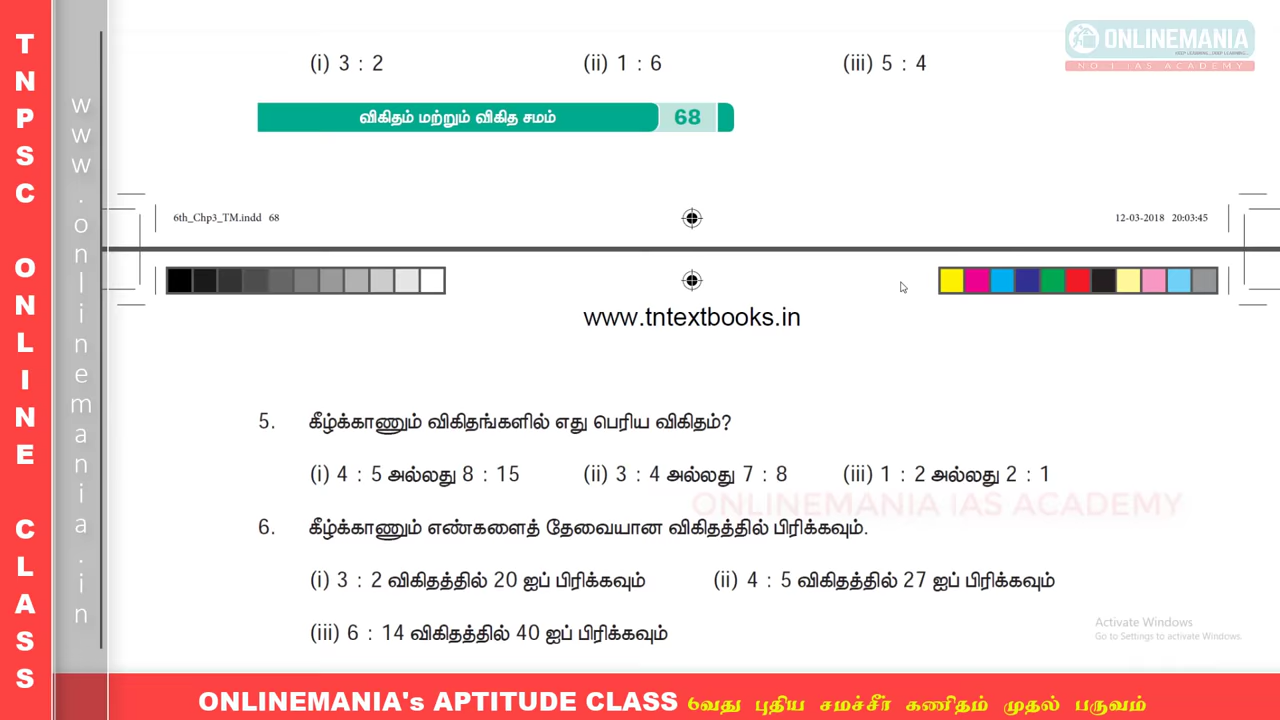 TNPSC ONLINE CLASS
www.onlinemania.in
ONLINEMANIA
KEEP LEARNING...KEEP LEADING...
NO.1 IAS ACADEMY
(i) 3 : 2 (ii) 1 : 6 (iii) 5 : 4
விகிதம் மற்றும் விகித சமம் 68
6th_Chp3_TM.indd 68 12-03-2018 20:03:45
www.tntextbooks.in
5. கீழ்க்காணும் விகிதங்களில் எது பெரிய விகிதம்?
(i) 4 : 5 அல்லது 8 : 15 (ii) 3 : 4 அல்லது 7 : 8 (iii) 1 : 2 அல்லது 2 : 1
ONLINEMANIA IAS ACADEMY
6. கீழ்க்காணும் எண்களைத் தேவையான விகிதத்தில் பிரிக்கவும்.
(i) 3 : 2 விகிதத்தில் 20 ஐப் பிரிக்கவும் (ii) 4 : 5 விகிதத்தில் 27 ஐப் பிரிக்கவும்
(iii) 6 : 14 விகிதத்தில் 40 ஐப் பிரிக்கவும்
Activate Windows
Go to Settings to activate Windows.
ONLINEMANIA's APTITUDE CLASS 6வது புதிய சமச்சீர் கணிதம் முதல் பருவம்